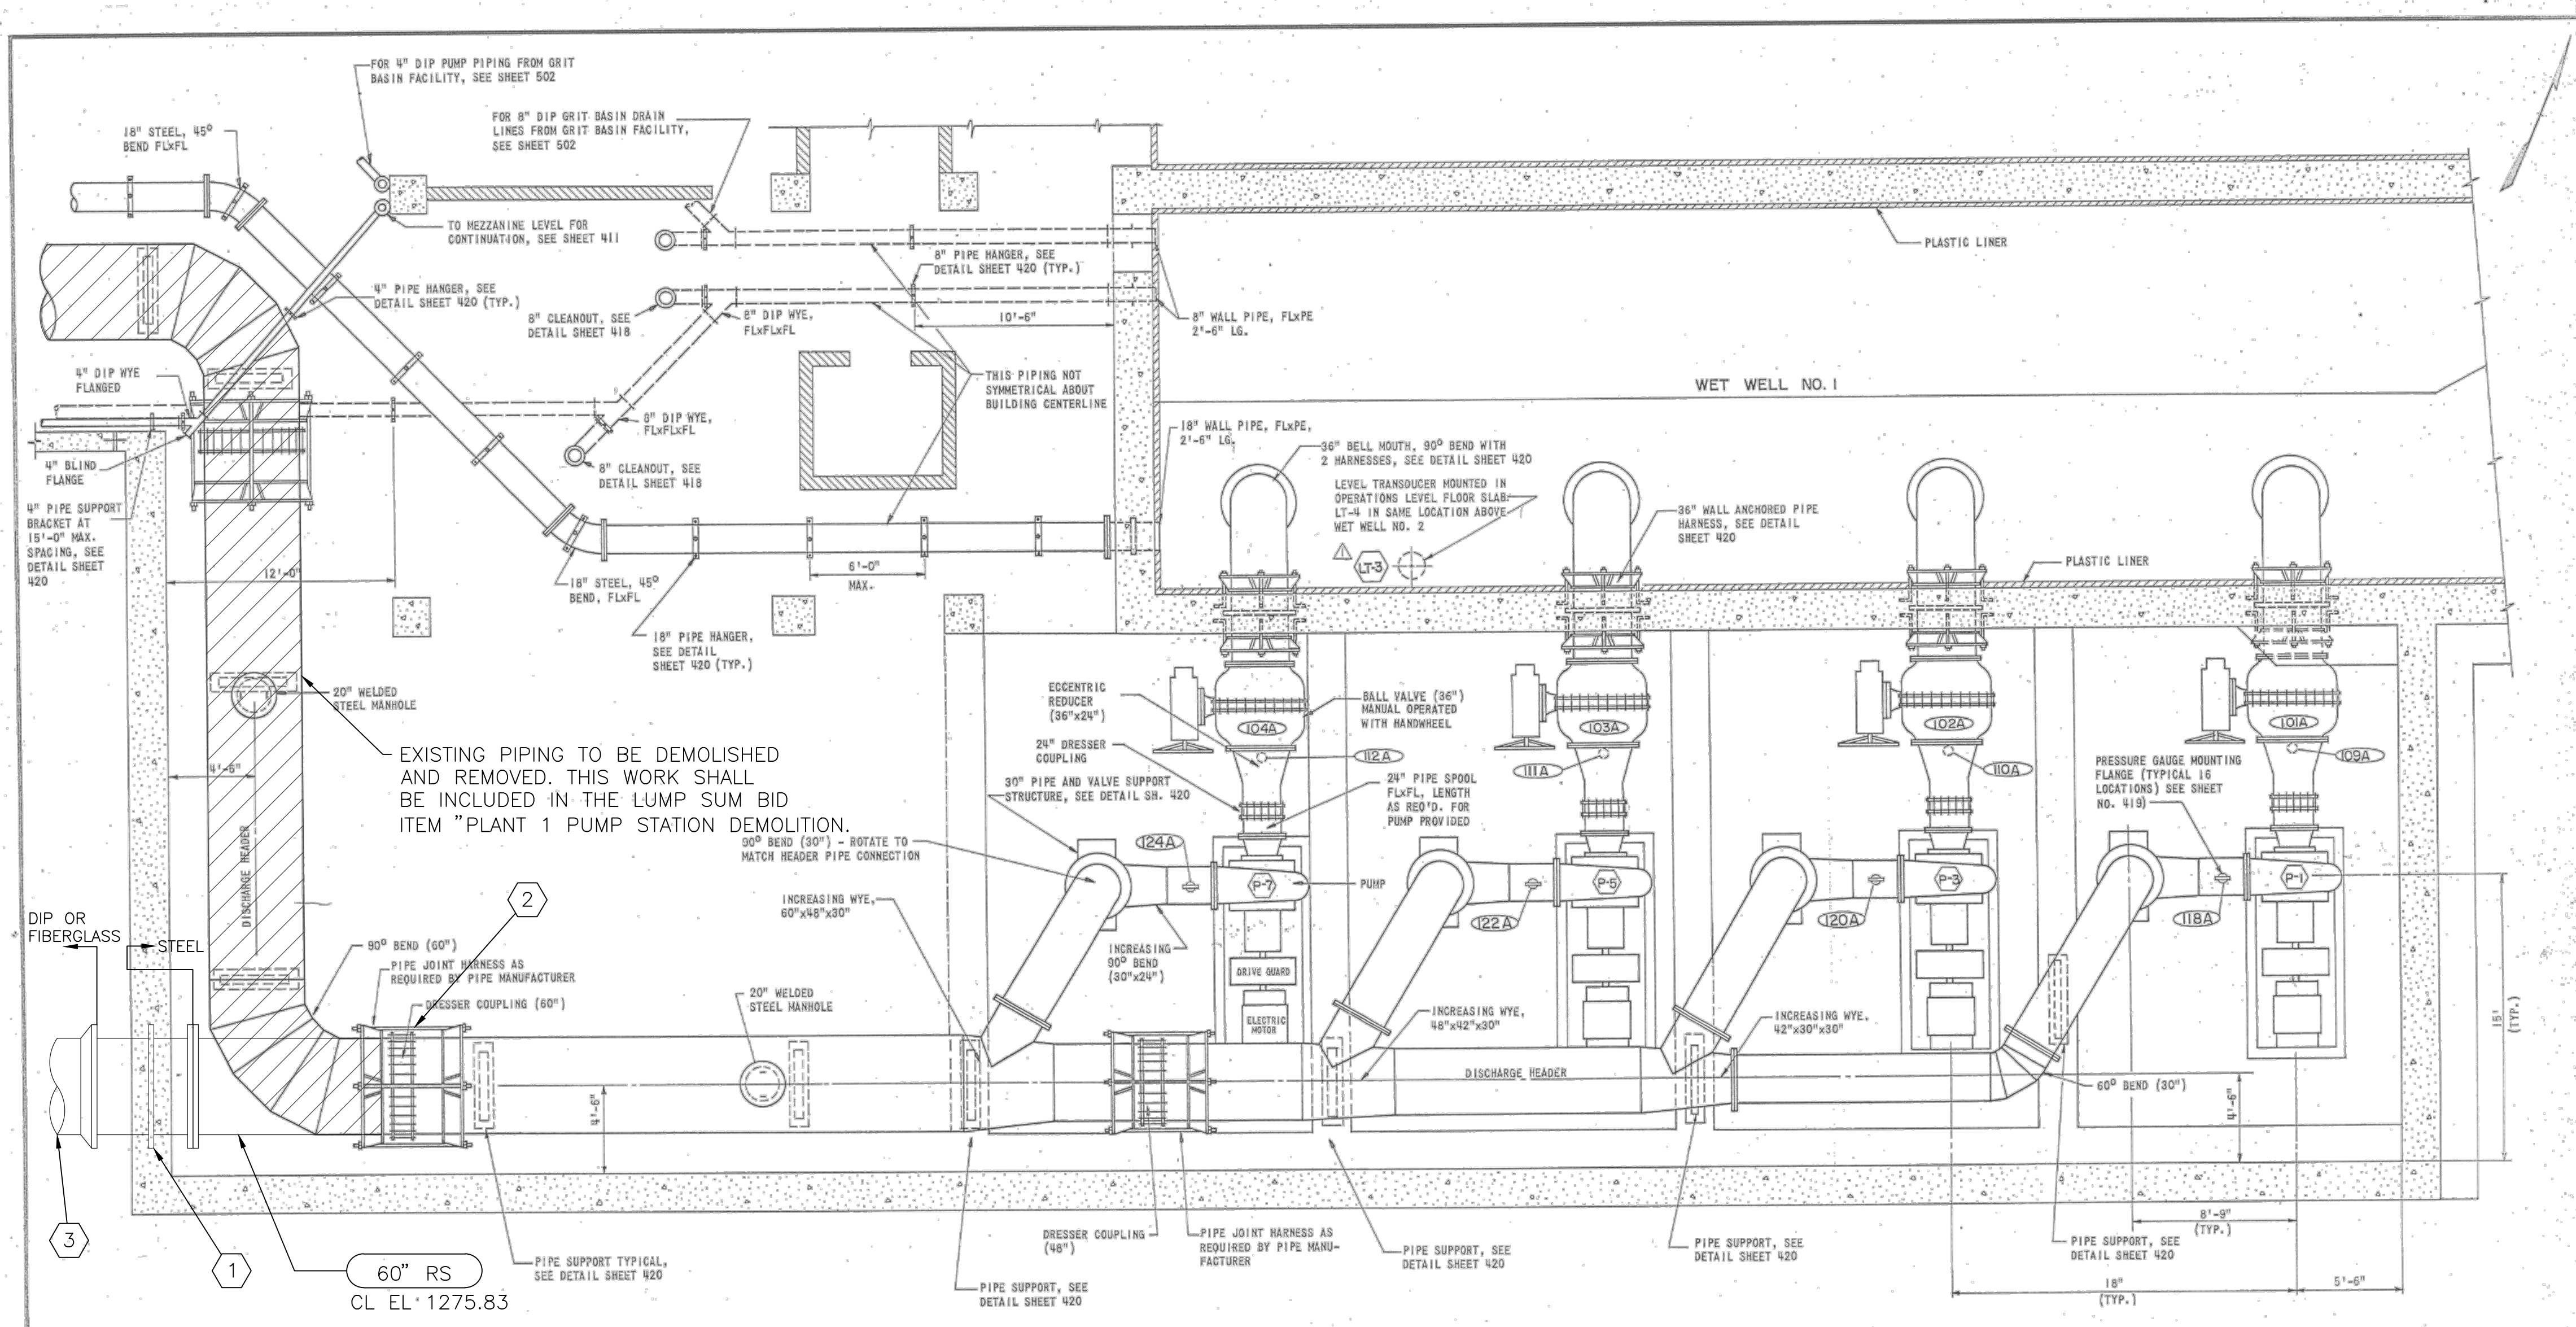 FOR 4" DIP PUMP PIPING FROM GRIT
BASIN FACILITY, SEE SHEET 502
18" STEEL, 45°
BEND FLxFL
FOR 8" DIP GRIT BASIN DRAIN
LINES FROM GRIT BASIN FACILITY,
SEE SHEET 502
TO MEZZANINE LEVEL FOR
CONTINUATION, SEE SHEET 411
PLASTIC LINER
8" PIPE HANGER, SEE
DETAIL SHEET 420 (TYP.)
4" PIPE HANGER, SEE
DETAIL SHEET 420 (TYP.)
8" CLEANOUT, SEE
DETAIL SHEET 418
8" DIP WYE,
FLxFLxFL
10'-6"
8" WALL PIPE, FLxPE
2'-6" LG.
4" DIP WYE
FLANGED
THIS PIPING NOT
SYMMETRICAL ABOUT
BUILDING CENTERLINE
WET WELL NO. 1
8" DIP WYE,
FLxFLxFL
18" WALL PIPE, FLxPE,
2'-6" LG.
36" BELL MOUTH, 90° BEND WITH
2 HARNESSES, SEE DETAIL SHEET 420
4" BLIND
FLANGE
8" CLEANOUT, SEE
DETAIL SHEET 418
LEVEL TRANSDUCER MOUNTED IN
OPERATIONS LEVEL FLOOR SLAB.
LT-4 IN SAME LOCATION ABOVE
WET WELL NO. 2
4" PIPE SUPPORT
BRACKET AT
15'-0" MAX.
SPACING, SEE
DETAIL SHEET
420
36" WALL ANCHORED PIPE
HARNESS, SEE DETAIL
SHEET 420
1
LT-3
12'-0"
6'-0"
MAX.
18" STEEL, 45°
BEND, FLxFL
PLASTIC LINER
18" PIPE HANGER,
SEE DETAIL
SHEET 420 (TYP.)
20" WELDED
STEEL MANHOLE
ECCENTRIC
REDUCER
(36"x24")
BALL VALVE (36")
MANUAL OPERATED
WITH HANDWHEEL
104A
103A
102A
101A
24" DRESSER
COUPLING
112A
111A
110A
109A
EXISTING PIPING TO BE DEMOLISHED
AND REMOVED. THIS WORK SHALL
BE INCLUDED IN THE LUMP SUM BID
ITEM "PLANT 1 PUMP STATION DEMOLITION.
4'-6"
30" PIPE AND VALVE SUPPORT
STRUCTURE, SEE DETAIL SH. 420
24" PIPE SPOOL
FLxFL, LENGTH
AS REQ'D. FOR
PUMP PROVIDED
PRESSURE GAUGE MOUNTING
FLANGE (TYPICAL 16
LOCATIONS) SEE SHEET
NO. 419)
90° BEND (30") - ROTATE TO
MATCH HEADER PIPE CONNECTION
124A
P-7
PUMP
P-5
P-3
P-1
122A
120A
118A
DISCHARGE HEADER
2
INCREASING WYE,
60"x48"x30"
DIP OR
FIBERGLASS
STEEL
90° BEND (60")
PIPE JOINT HARNESS AS
REQUIRED BY PIPE MANUFACTURER
DRESSER COUPLING (60")
INCREASING
90° BEND
(30"x24")
DRIVE GUARD
ELECTRIC
MOTOR
20" WELDED
STEEL MANHOLE
INCREASING WYE,
48"x42"x30"
INCREASING WYE,
42"x30"x30"
15'
(TYP.)
DISCHARGE HEADER
60° BEND (30")
4'-6"
4'-6"
3
1
60" RS
CL EL 1275.83
PIPE SUPPORT TYPICAL,
SEE DETAIL SHEET 420
PIPE SUPPORT, SEE
DETAIL SHEET 420
DRESSER COUPLING
(48")
PIPE JOINT HARNESS AS
REQUIRED BY PIPE MANU-
FACTURER
PIPE SUPPORT, SEE
DETAIL SHEET 420
PIPE SUPPORT, SEE
DETAIL SHEET 420
8'-9"
(TYP.)
PIPE SUPPORT, SEE
DETAIL SHEET 420
18"
(TYP.)
5'-6"